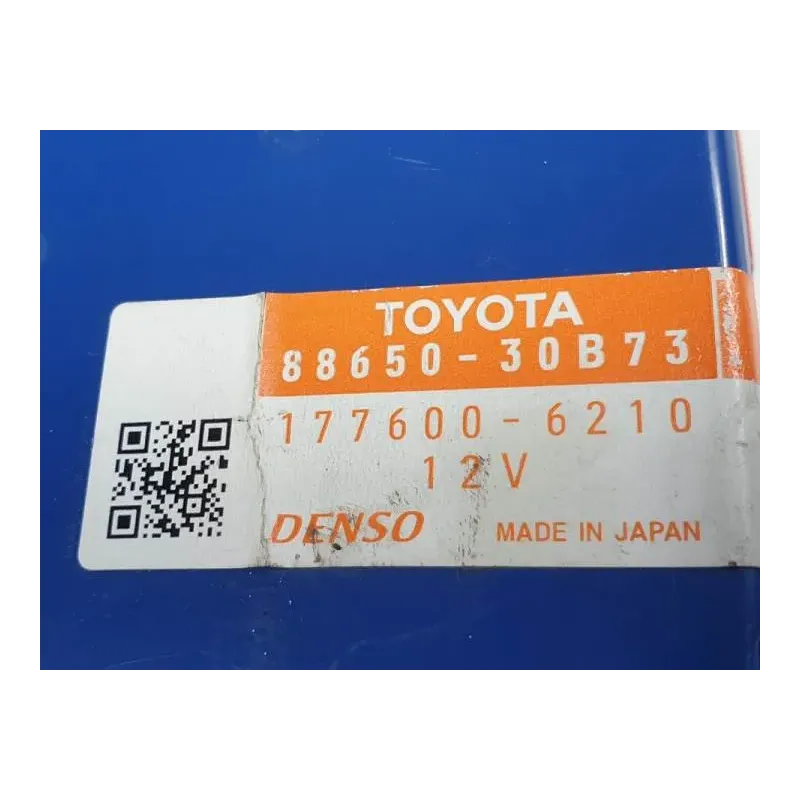 TOYOTA
88650-30B73
177600-6210
12V
DENSO MADE IN JAPAN